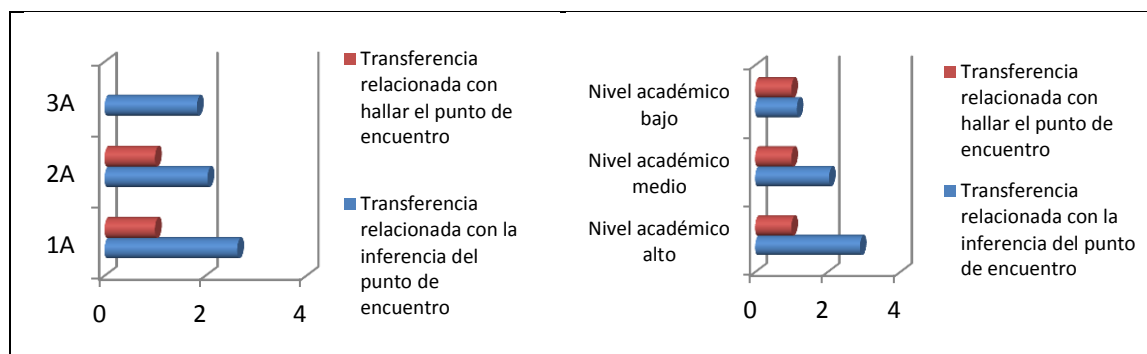 3A
2A
1A
0
2
4
Transferencia
relacionada con
hallar el punto de
encuentro
Transferencia
relacionada con la
inferencia del
punto de
encuentro
Nivel académico
bajo
Nivel académico
medio
Nivel académico
alto
0
2
4
Transferencia
relacionada con
hallar el punto de
encuentro
Transferencia
relacionada con la
inferencia del punto
de encuentro